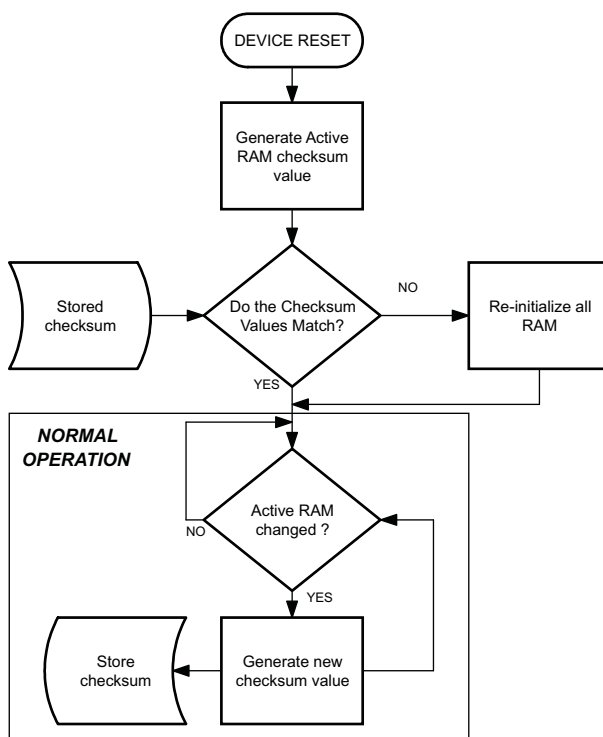 DEVICE RESET
Generate Active
RAM checksum
value
Stored
checksum
Do the Checksum
Values Match?
NO
Re-initialize all
RAM
YES
NORMAL
OPERATION
Active RAM
changed ?
NO
YES
Store
checksum
Generate new
checksum value